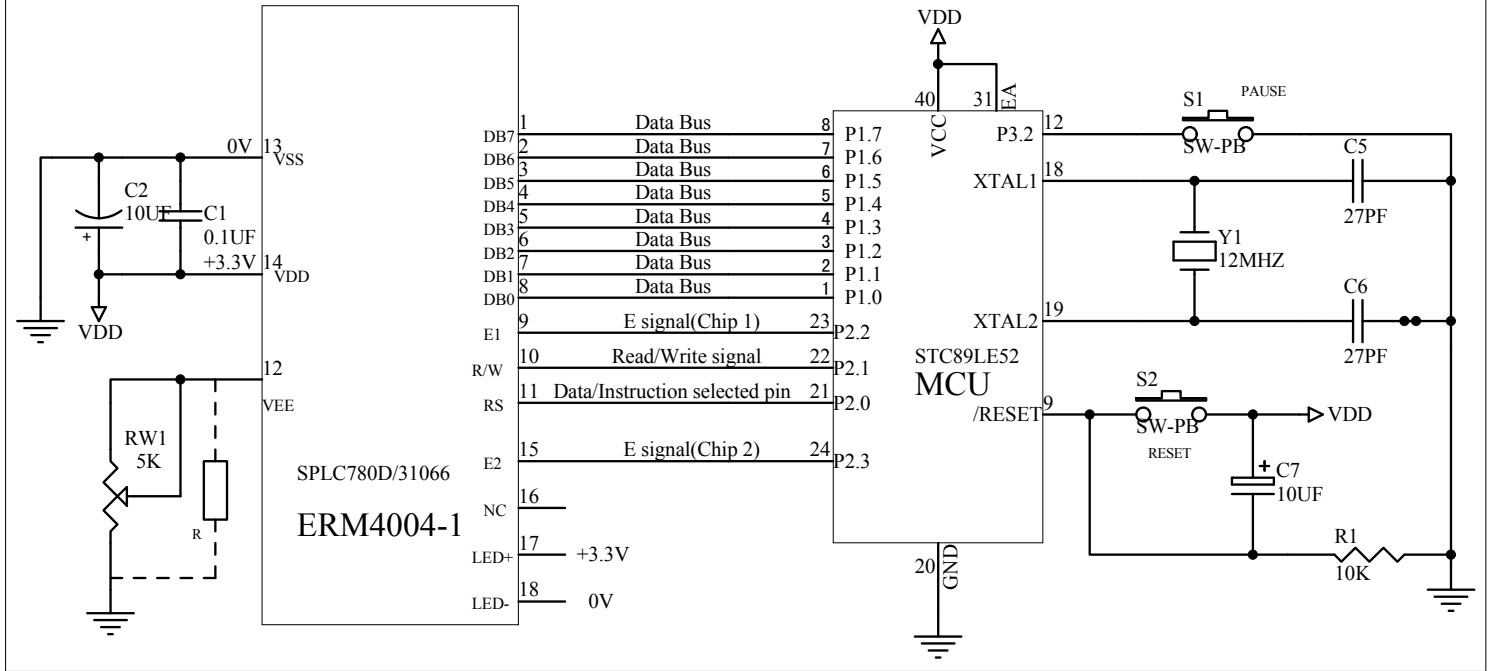 VDD
40
31
EA
VCC
0V
13
VSS
C2
10UF
C1
0.1UF
+3.3V
14
VDD
VDD
12
VEE
RW1
5K
R
SPLC780D/31066
ERM4004-1
DB7
1
Data Bus
8
P1.7
DB6
2
Data Bus
7
P1.6
DB5
3
Data Bus
6
P1.5
DB4
4
Data Bus
5
P1.4
DB3
5
Data Bus
4
P1.3
DB2
6
Data Bus
3
P1.2
DB1
7
Data Bus
2
P1.1
DB0
8
Data Bus
1
P1.0
E1
9
E signal(Chip 1)
23
P2.2
R/W
10
Read/Write signal
22
P2.1
RS
11
Data/Instruction selected pin
21
P2.0
E2
15
E signal(Chip 2)
24
P2.3
NC
16
LED+
17
+3.3V
LED-
18
0V
STC89LE52
MCU
20
GND
P3.2
12
S1
PAUSE
SW-PB
XTAL1
18
C5
27PF
Y1
12MHZ
XTAL2
19
C6
27PF
/RESET
9
S2
SW-PB
RESET
VDD
+
C7
10UF
R1
10K
+